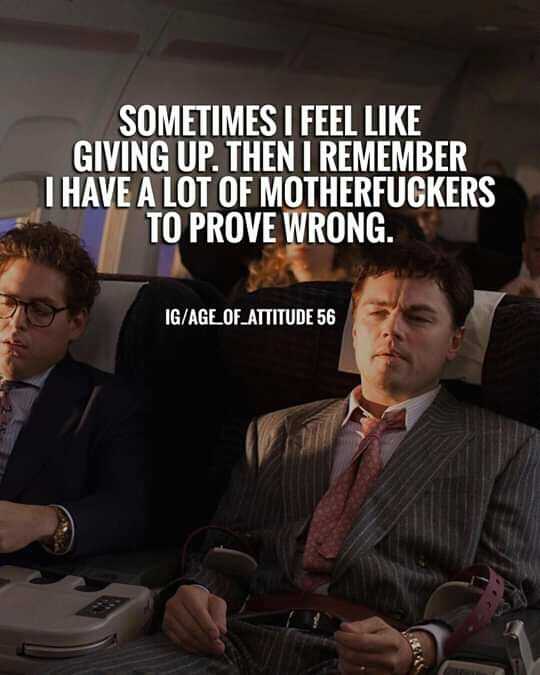 SOMETIMES I FEEL LIKE
GIVING UP. THEN I REMEMBER
I HAVE A LOT OF MOTHERFUCKERS
TO PROVE WRONG.
IG/AGE_OF_ATTITUDE 56